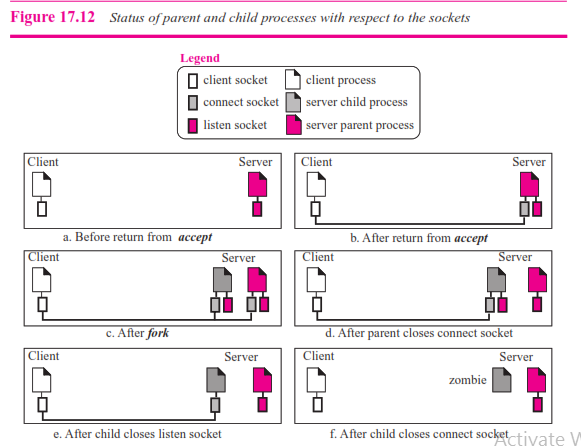 Figure 17.12 Status of parent and child processes with respect to the sockets
Legend
client socket client process
connect socket server child process
listen socket server parent process
Client Server
a. Before return from accept
Client Server
b. After return from accept
Client Server
c. After fork
Client Server
d. After parent closes connect socket
Client Server
e. After child closes listen socket
Client Server
zombie
f. After child closes connect socket
Activate W